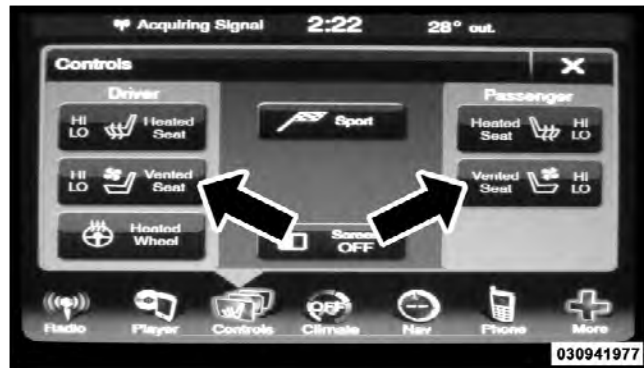 Acquiring Signal 2:22 28° out.
Controls
Driver
Passenger
HI
LO
Heated
Seat
Sport
Heated
Seat
HI
LO
HI
LO
Vented
Seat
Vented
Seat
HI
LO
Heated
Wheel
Screen
OFF
OFF
Radio Player Controls Climate Nav Phone More
030941977